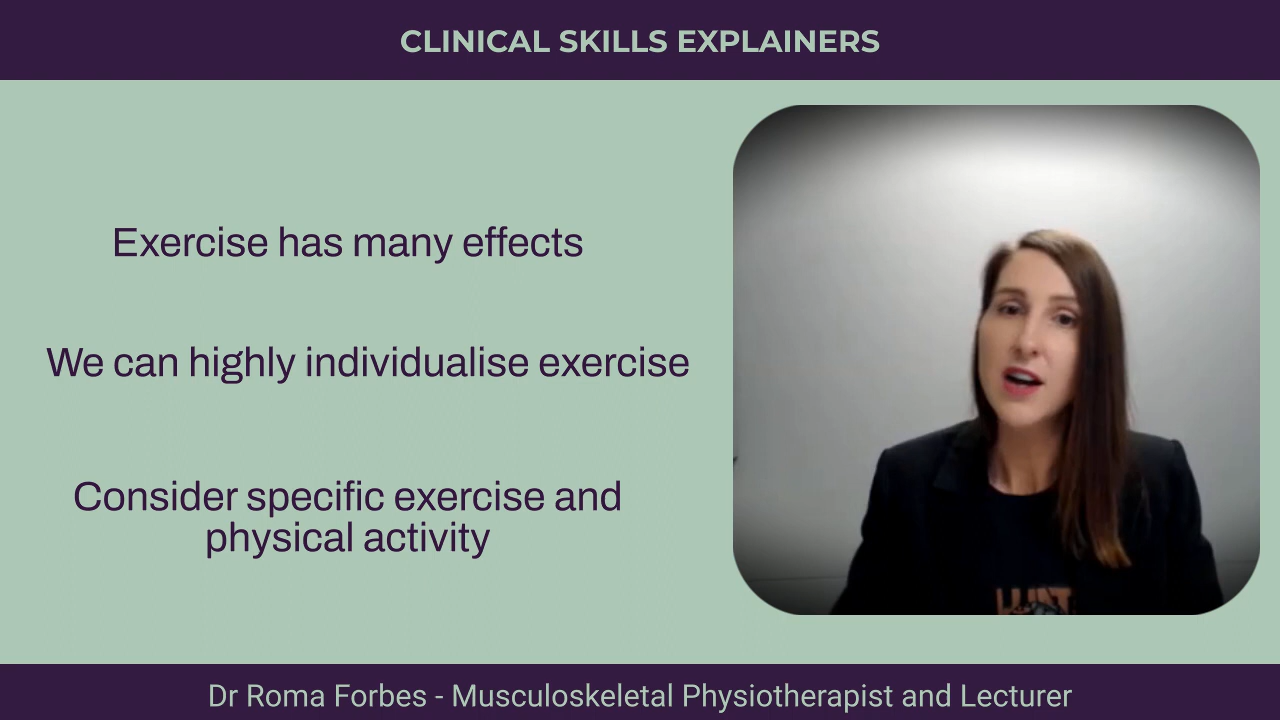 CLINICAL SKILLS EXPLAINERS
Exercise has many effects
We can highly individualise exercise
Consider specific exercise and
physical activity
Dr Roma Forbes - Musculoskeletal Physiotherapist and Lecturer